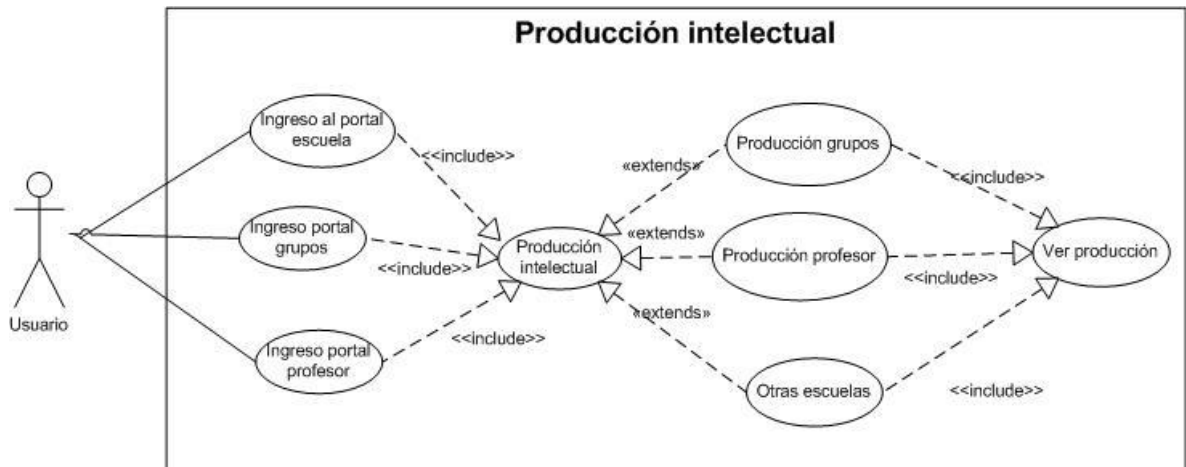 Producción intelectual
Ingreso al portal
escuela
<<include>>
Producción grupos
«extends»
<<include>>
Ingreso portal
grupos
<<include>>
Producción
intelectual
«extends»
Producción profesor
<<include>>
Ver producción
Usuario
Ingreso portal
profesor
<<include>>
«extends»
Otras escuelas
<<include>>